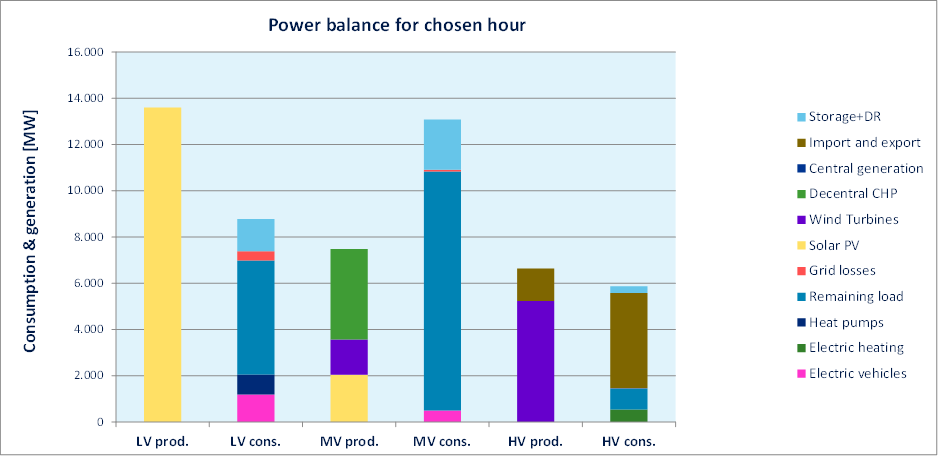 Power balance for chosen hour
Consumption & generation [MW]
16.000
14.000
12.000
10.000
8.000
6.000
4.000
2.000
0
LV prod.
LV cons.
MV prod.
MV cons.
HV prod.
HV cons.
Storage+DR
Import and export
Central generation
Decentral CHP
Wind Turbines
Solar PV
Grid losses
Remaining load
Heat pumps
Electric heating
Electric vehicles